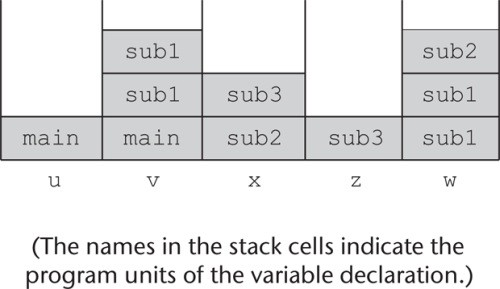 sub1 sub2
sub1 sub3 sub1
main main sub2 sub3 sub1
u v x z w
(The names in the stack cells indicate the
program units of the variable declaration.)